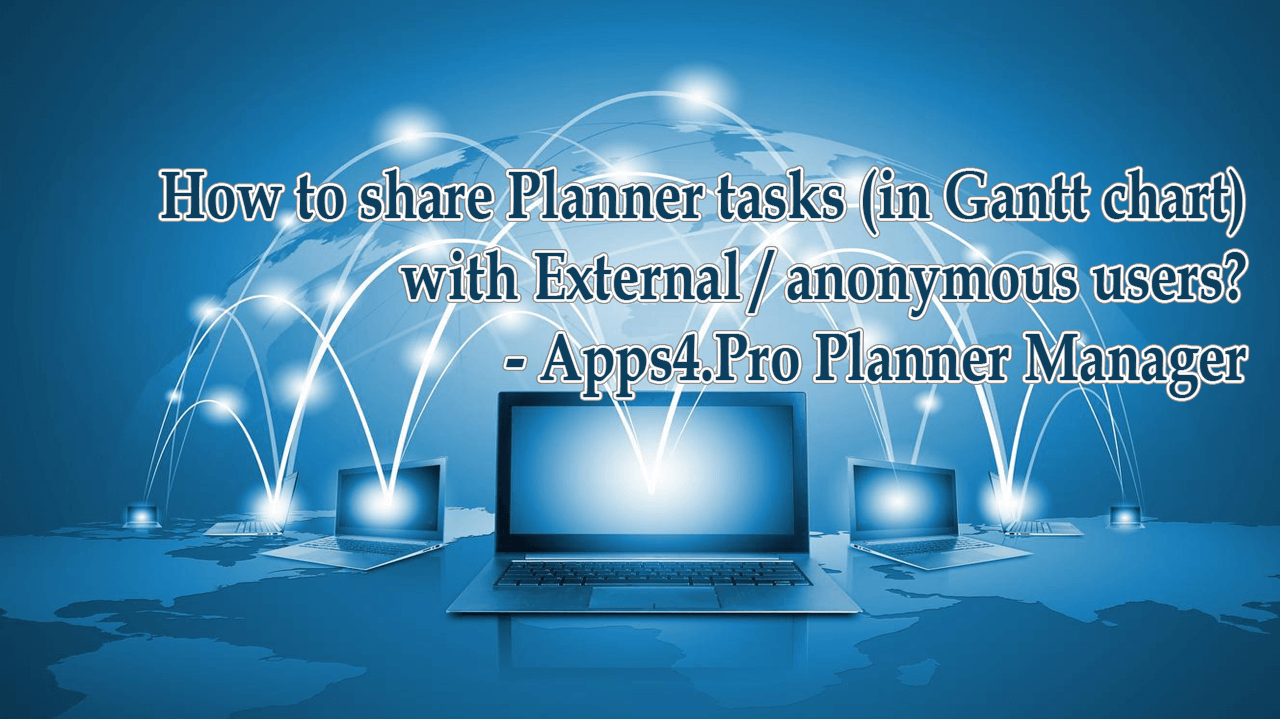 How to share Planner tasks (in Gantt chart)
with External / anonymous users?
- Apps4.Pro Planner Manager